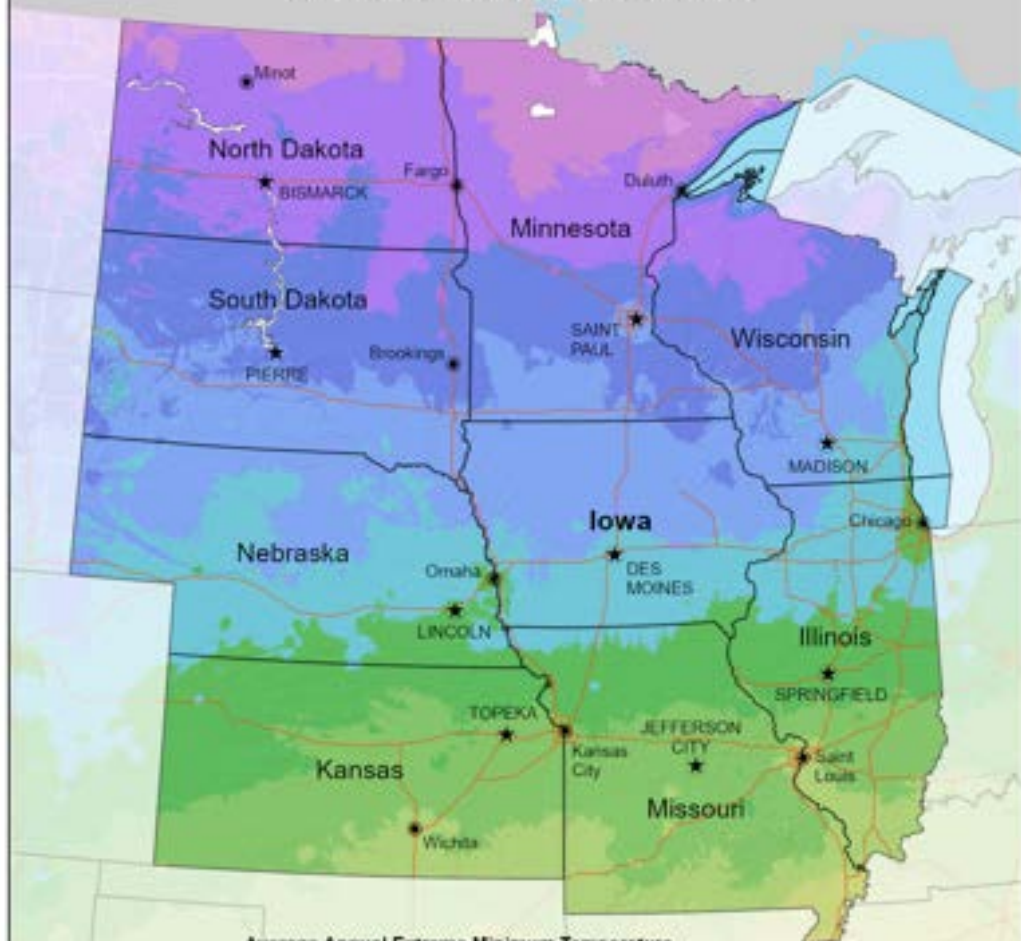 Minot
North Dakota
Fargo
BISMARCK
Duluth
Minnesota
South Dakota
SAINT
PAUL
Wisconsin
Brookings
PIERRE
MADISON
Iowa
Chicago
Nebraska
Omaha
DES
MOINES
LINCOLN
Illinois
SPRINGFIELD
TOPEKA
JEFFERSON
CITY
Kansas
City
Saint
Louis
Kansas
Missouri
Wichita
Average Annual Extreme Minimum Temperature